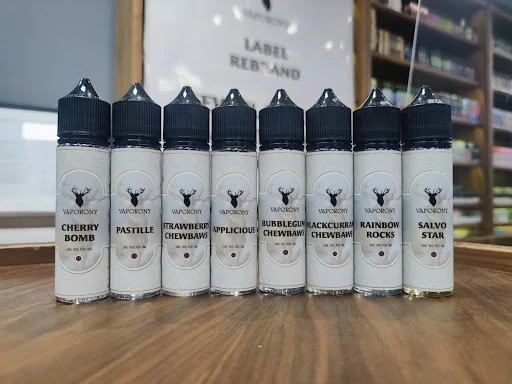 VAPORONY
LABEL
REBRAND
VAPORONY
CHERRY
BOMB
VAPORONY
PASTILLE
VAPORONY
STRAWBERRY
CHEWBAWS
VAPORONY
APPLICIOUS
VAPORONY
BUBBLEGUM
CHEWBAWS
VAPORONY
BLACKCURRAN
CHEWBAWS
VAPORONY
RAINBOW
ROCKS
VAPORONY
SALVO
STAR